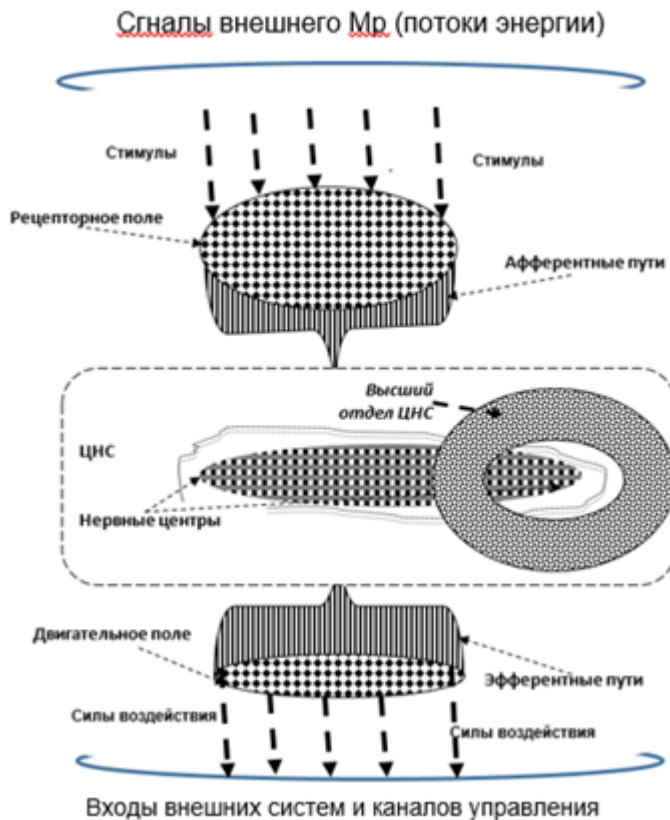 Сгналы внешнего Мр (потоки энергии)
Стимулы
Стимулы
Рецепторное поле
Афферентные пути
Высший
отдел ЦНС
ЦНС
Нервные центры
Двигательное поле
Эфферентные пути
Силы воздействия
Силы воздействия
Входы внешних систем и каналов управления